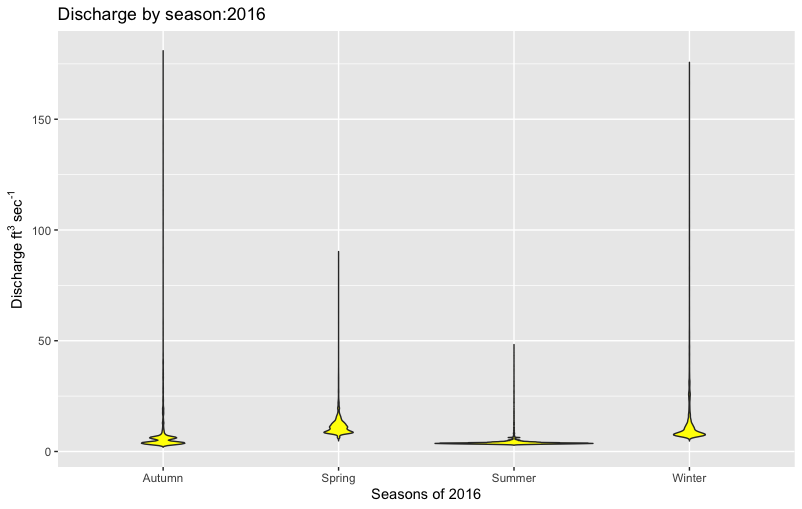 Discharge by season:2016
Discharge ft³ sec⁻¹
150
100
50
0
Autumn Spring Summer Winter
Seasons of 2016